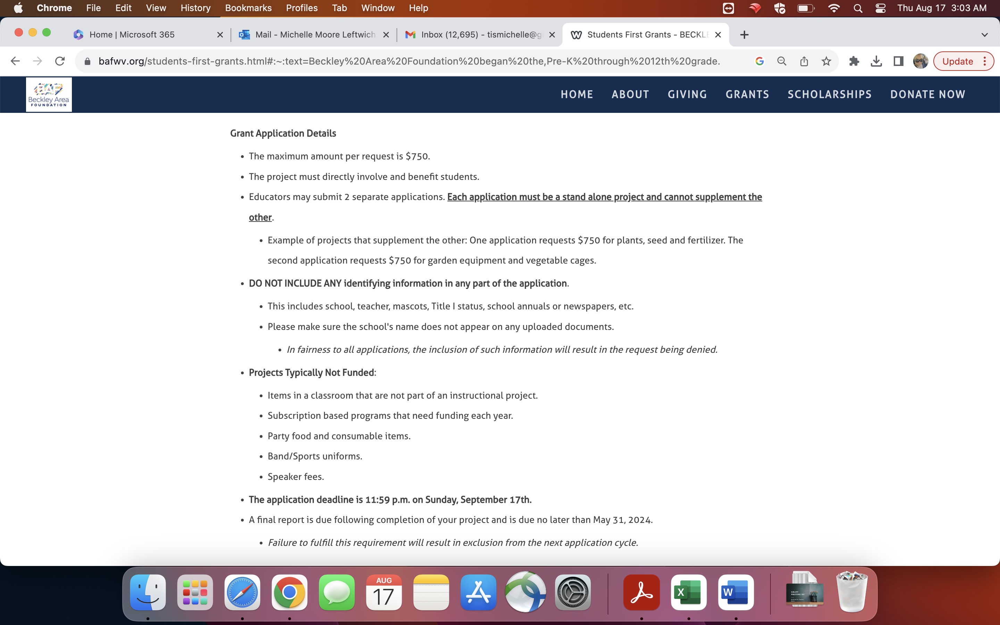 Chrome File Edit View History Bookmarks Profiles Tab Window Help Thu Aug 17 3:03 AM
Home | Microsoft 365 Mail - Michelle Moore Leftwich Inbox (12,695) - tismichelle@g Students First Grants - BECKLE
bafwv.org/students-first-grants.html#:~:text=Beckley%20Area%20Foundation%20began%20the,Pre-K%20through%2012th%20grade. Update
BAF
Beckley Area
FOUNDATION
HOME ABOUT GIVING GRANTS SCHOLARSHIPS DONATE NOW
Grant Application Details
• The maximum amount per request is $750.
• The project must directly involve and benefit students.
• Educators may submit 2 separate applications. Each application must be a stand alone project and cannot supplement the
other.
• Example of projects that supplement the other: One application requests $750 for plants, seed and fertilizer. The
second application requests $750 for garden equipment and vegetable cages.
• DO NOT INCLUDE ANY identifying information in any part of the application.
• This includes school, teacher, mascots, Title I status, school annuals or newspapers, etc.
• Please make sure the school's name does not appear on any uploaded documents.
• In fairness to all applications, the inclusion of such information will result in the request being denied.
• Projects Typically Not Funded:
• Items in a classroom that are not part of an instructional project.
• Subscription based programs that need funding each year.
• Party food and consumable items.
• Band/Sports uniforms.
• Speaker fees.
• The application deadline is 11:59 p.m. on Sunday, September 17th.
• A final report is due following completion of your project and is due no later than May 31, 2024.
• Failure to fulfill this requirement will result in exclusion from the next application cycle.
AUG
17
X
W
GRANT
WRITING 101